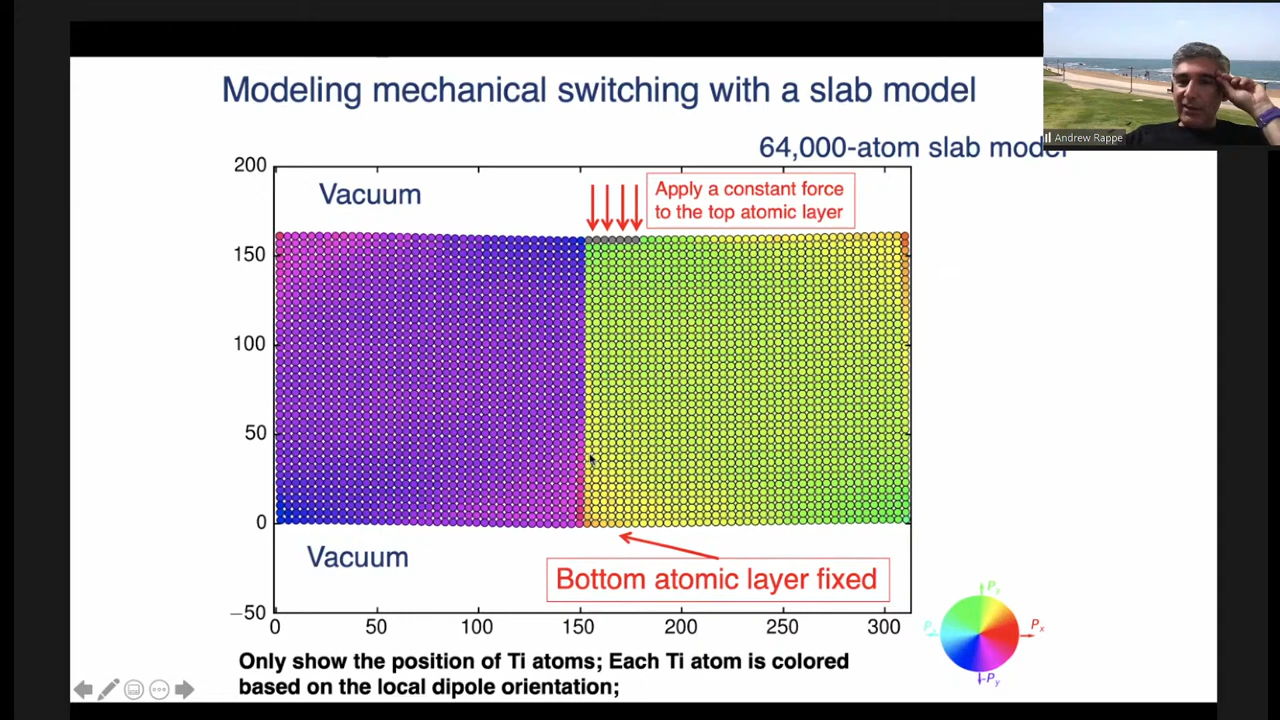 Modeling mechanical switching with a slab model
Andrew Rappe
64,000-atom slab model
200
150
100
50
0
−50
Vacuum
Apply a constant force
to the top atomic layer
Vacuum
Bottom atomic layer fixed
0
50
100
150
200
250
300
Py
Px
-Py
Only show the position of Ti atoms; Each Ti atom is colored
based on the local dipole orientation;